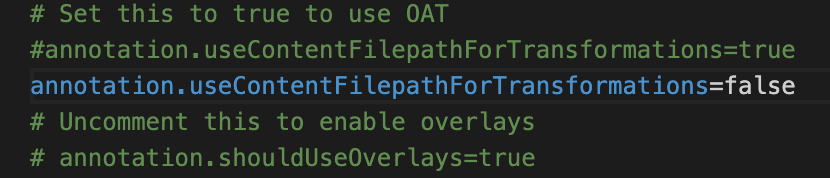 # Set this to true to use OAT
#annotation.useContentFilepathForTransformations=true
annotation.useContentFilepathForTransformations=false
# Uncomment this to enable overlays
# annotation.shouldUseOverlays=true